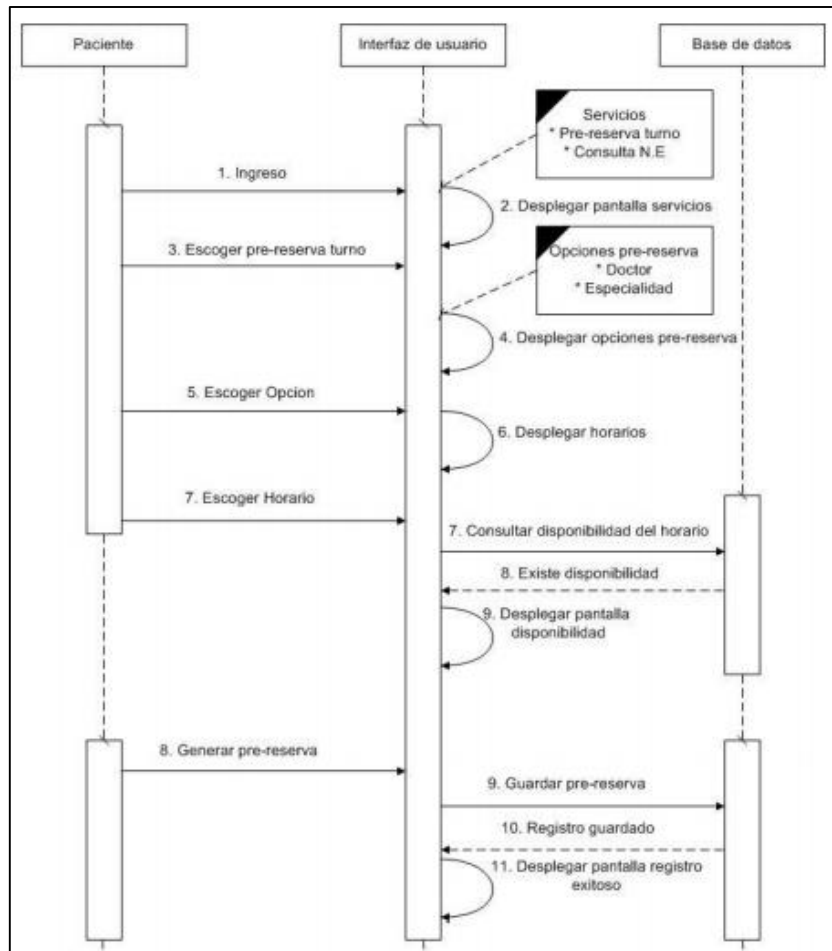 Paciente
Interfaz de usuario
Base de datos
Servicios
* Pre-reserva turno
* Consulta N.E
1. Ingreso
2. Desplegar pantalla servicios
3. Escoger pre-reserva turno
Opciones pre-reserva
* Doctor
* Especialidad
4. Desplegar opciones pre-reserva
5. Escoger Opcion
6. Desplegar horarios
7. Escoger Horario
7. Consultar disponibilidad del horario
8. Existe disponibilidad
9. Desplegar pantalla
disponibilidad
8. Generar pre-reserva
9. Guardar pre-reserva
10. Registro guardado
11. Desplegar pantalla registro
exitoso